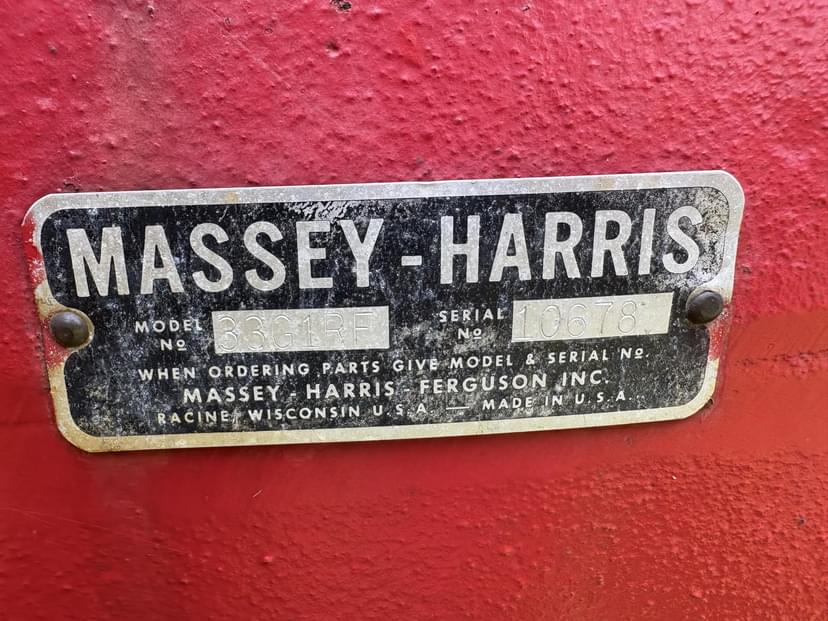 MASSEY-HARRIS
MODEL Nº 33G1RF SERIAL Nº 10678
WHEN ORDERING PARTS GIVE MODEL & SERIAL Nº.
MASSEY-HARRIS-FERGUSON INC.
RACINE, WISCONSIN U.S.A. — MADE IN U.S.A.